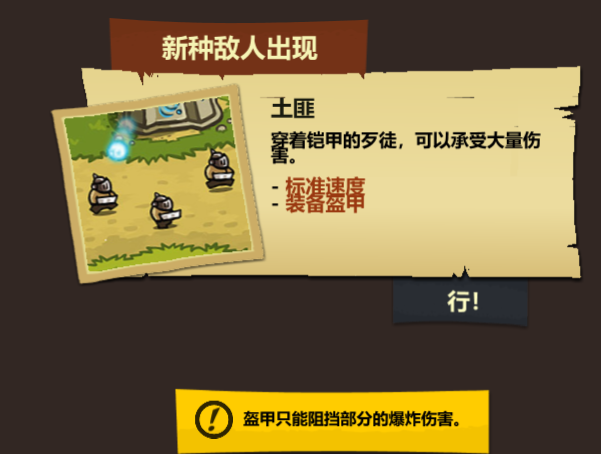 新种敌人出现
土匪
穿着铠甲的歹徒，可以承受大量伤
害。
- 标准速度
- 装备盔甲
行！
盔甲只能阻挡部分的爆炸伤害。